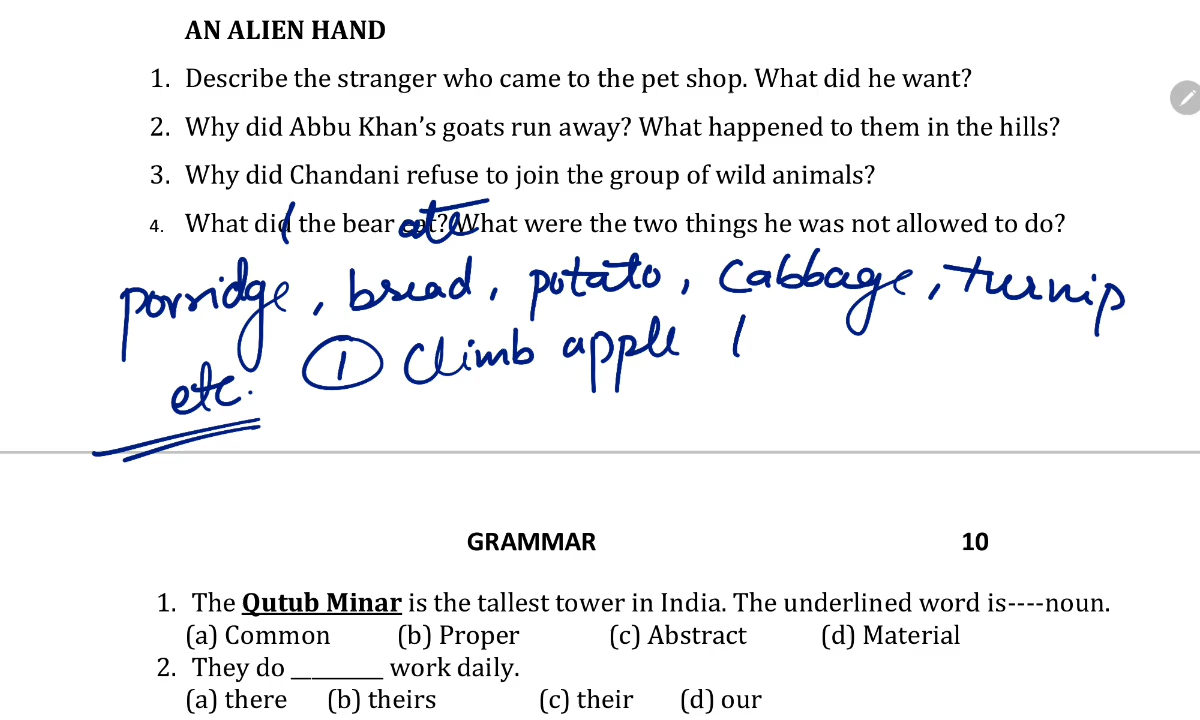 AN ALIEN HAND
1. Describe the stranger who came to the pet shop. What did he want?
2. Why did Abbu Khan's goats run away? What happened to them in the hills?
3. Why did Chandani refuse to join the group of wild animals?
4. What did the bear eat? What were the two things he was not allowed to do?
porridge, bread, potato, Cabbage, turnip
etc. ① Climb apple
GRAMMAR 10
1. The Qutub Minar is the tallest tower in India. The underlined word is----noun.
(a) Common (b) Proper (c) Abstract (d) Material
2. They do ________ work daily.
(a) there (b) theirs (c) their (d) our